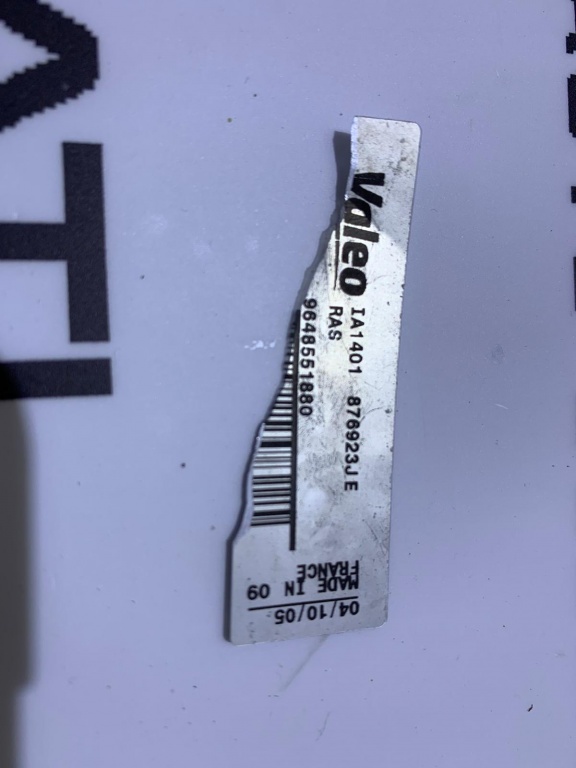 Valeo
IA1401 876923JE
RAS
9648551880
04/10/05
MADE IN 09
FRANCE